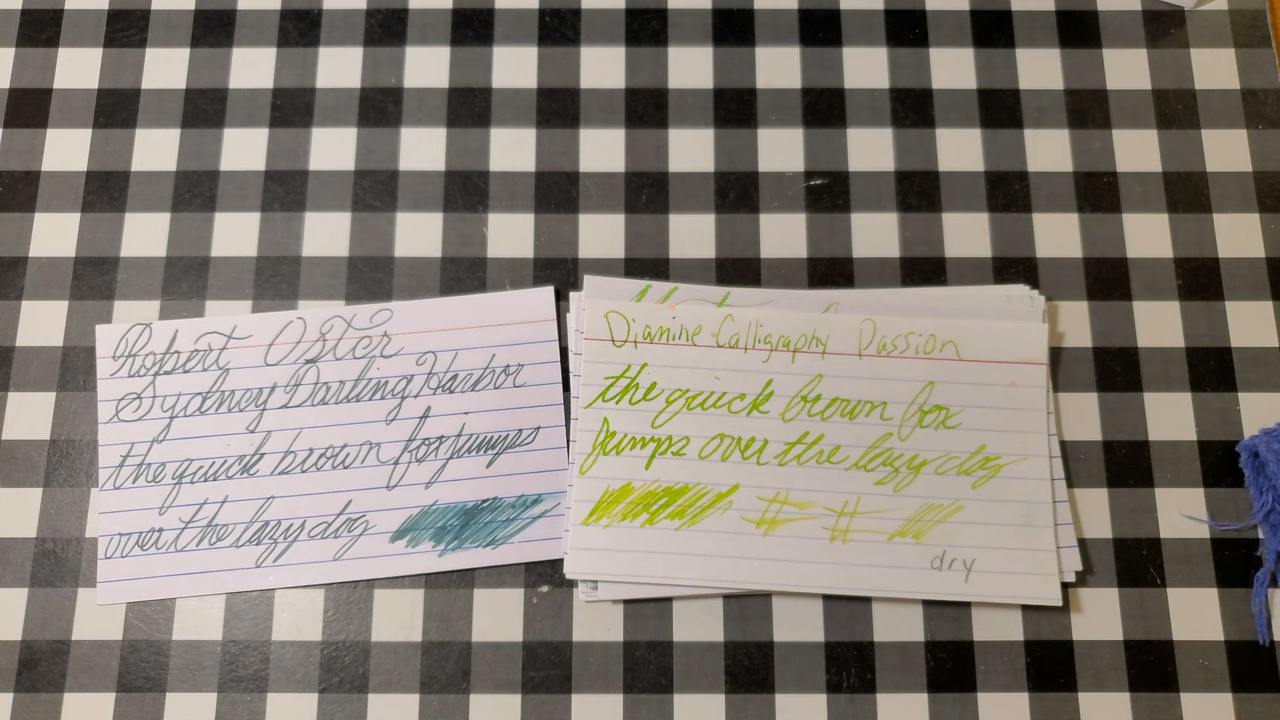 Robert Oster
Sydney Darling Harbor
the quick brown fox jumps
over the lazy dog
Dianine Calligraphy Passion
the quick brown fox
jumps over the lazy dog
# #
dry